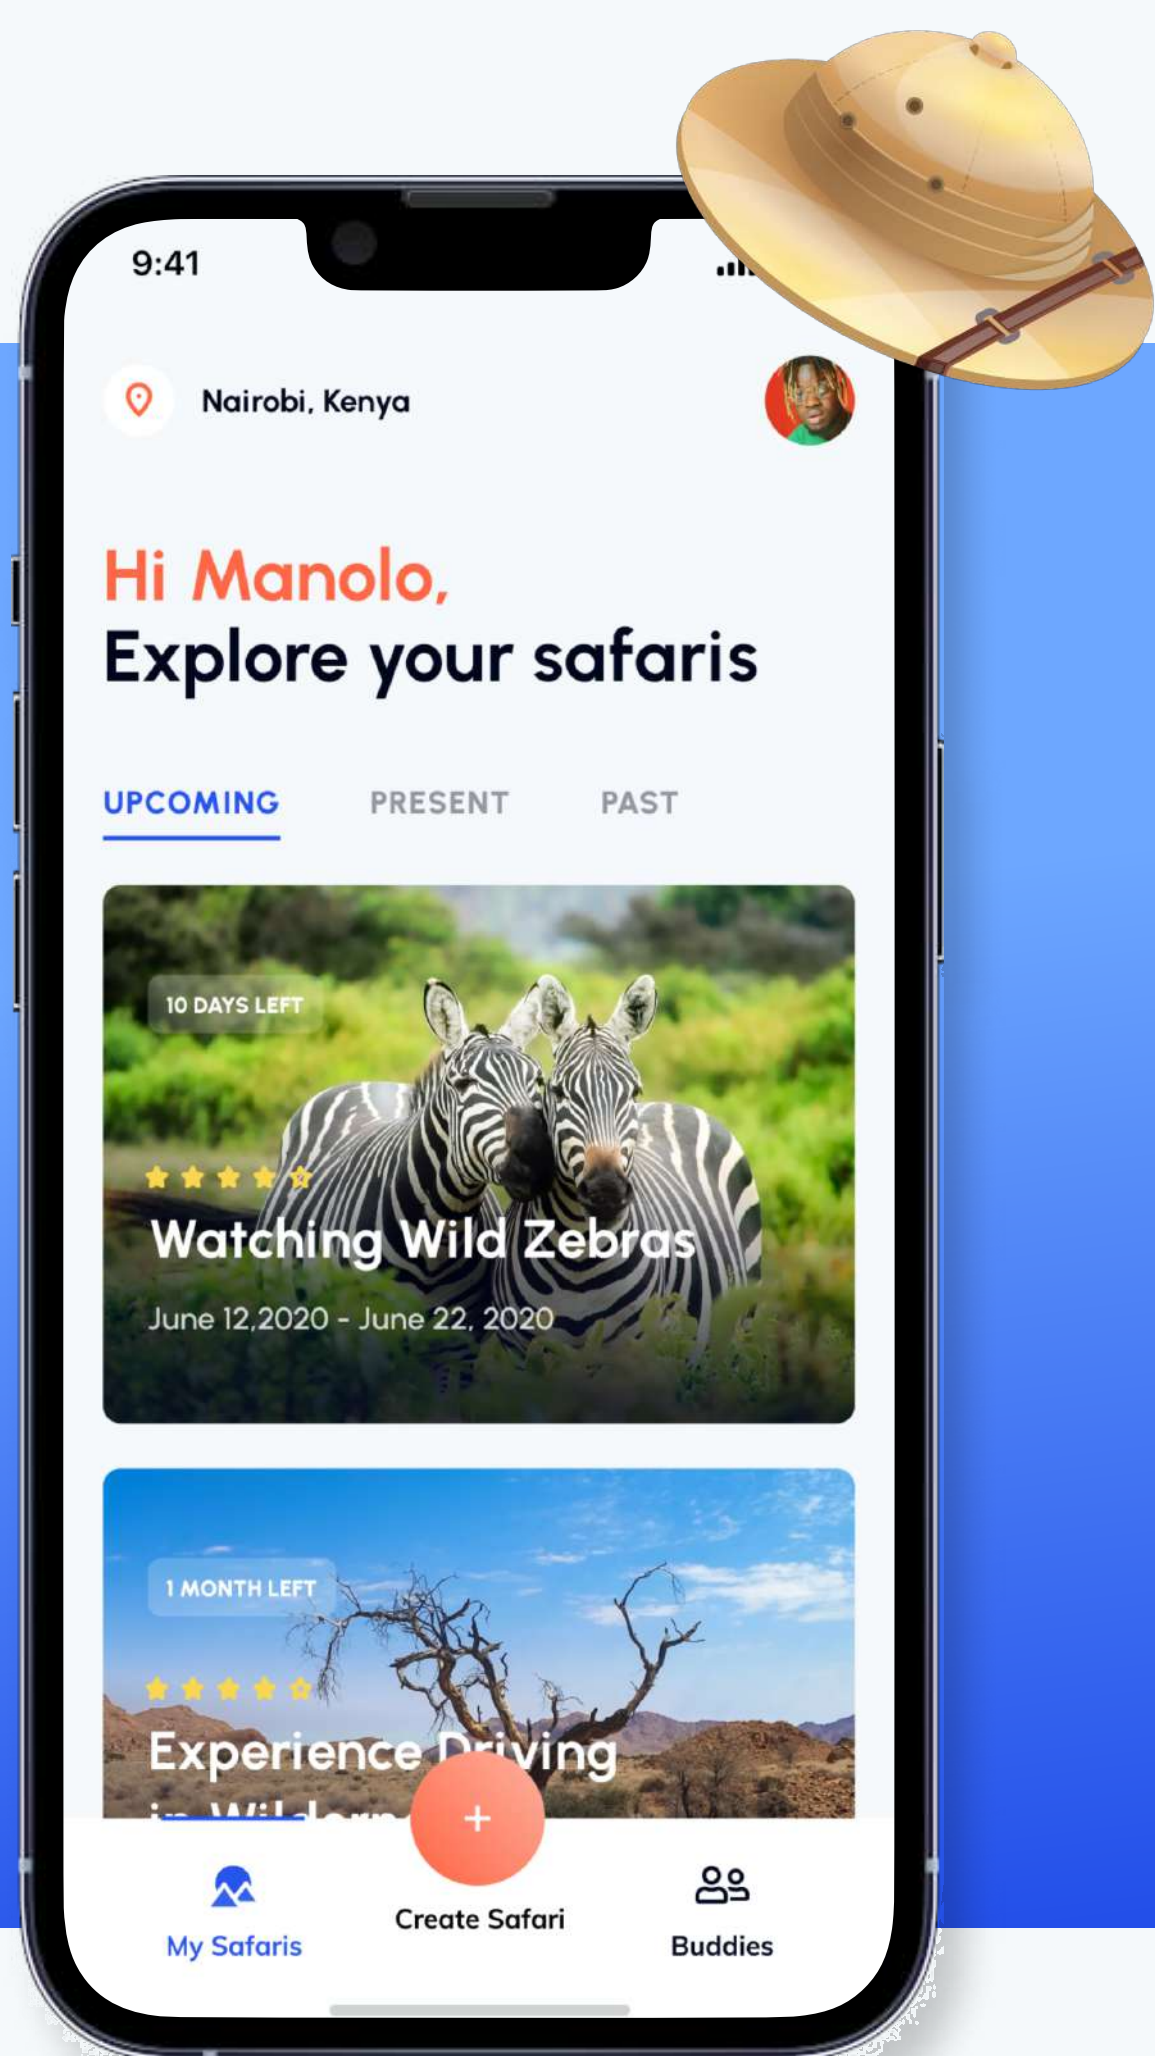 9:41
Nairobi, Kenya
Hi Manolo,
Explore your safaris
UPCOMING PRESENT PAST
10 DAYS LEFT
Watching Wild Zebras
June 12,2020 - June 22, 2020
1 MONTH LEFT
Experience Driving
in
+
Create Safari
My Safaris
Buddies